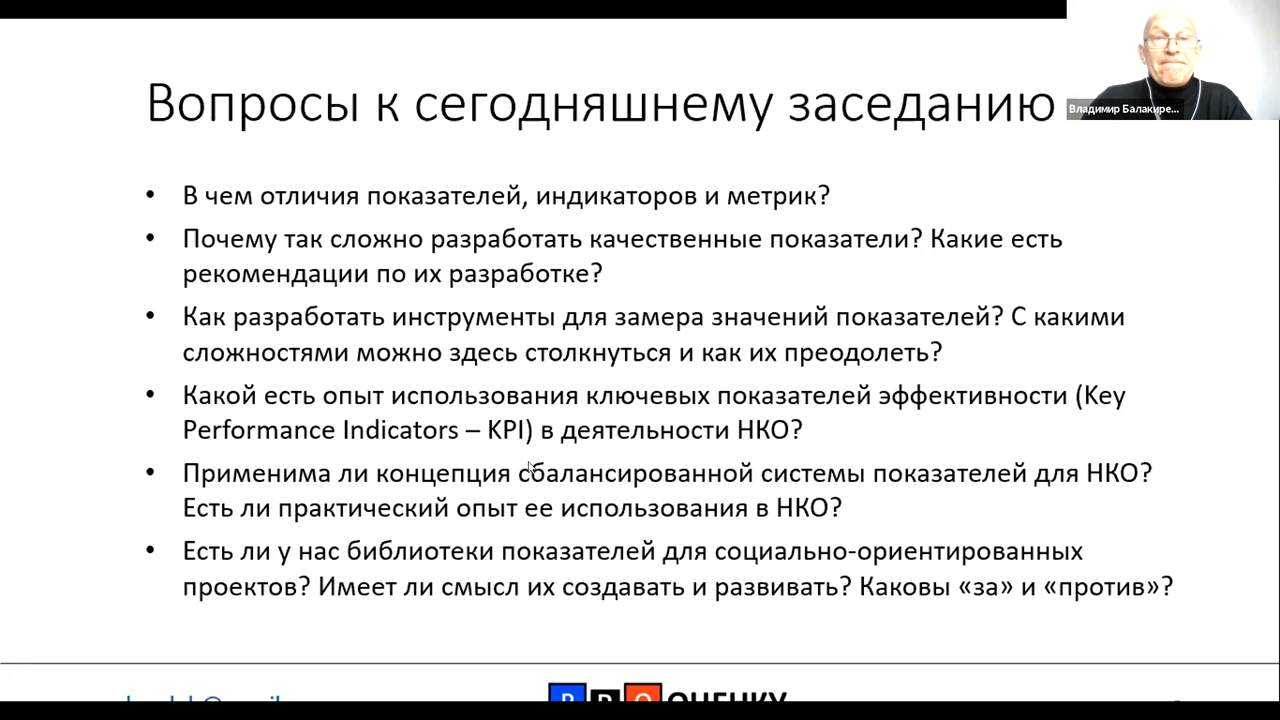 Вопросы к сегодняшнему заседанию
Владимир Балакире...
• В чем отличия показателей, индикаторов и метрик?
• Почему так сложно разработать качественные показатели? Какие есть
рекомендации по их разработке?
• Как разработать инструменты для замера значений показателей? С какими
сложностями можно здесь столкнуться и как их преодолеть?
• Какой есть опыт использования ключевых показателей эффективности (Key
Performance Indicators – KPI) в деятельности НКО?
• Применима ли концепция сбалансированной системы показателей для НКО?
Есть ли практический опыт ее использования в НКО?
• Есть ли у нас библиотеки показателей для социально-ориентированных
проектов? Имеет ли смысл их создавать и развивать? Каковы «за» и «против»?
оценку